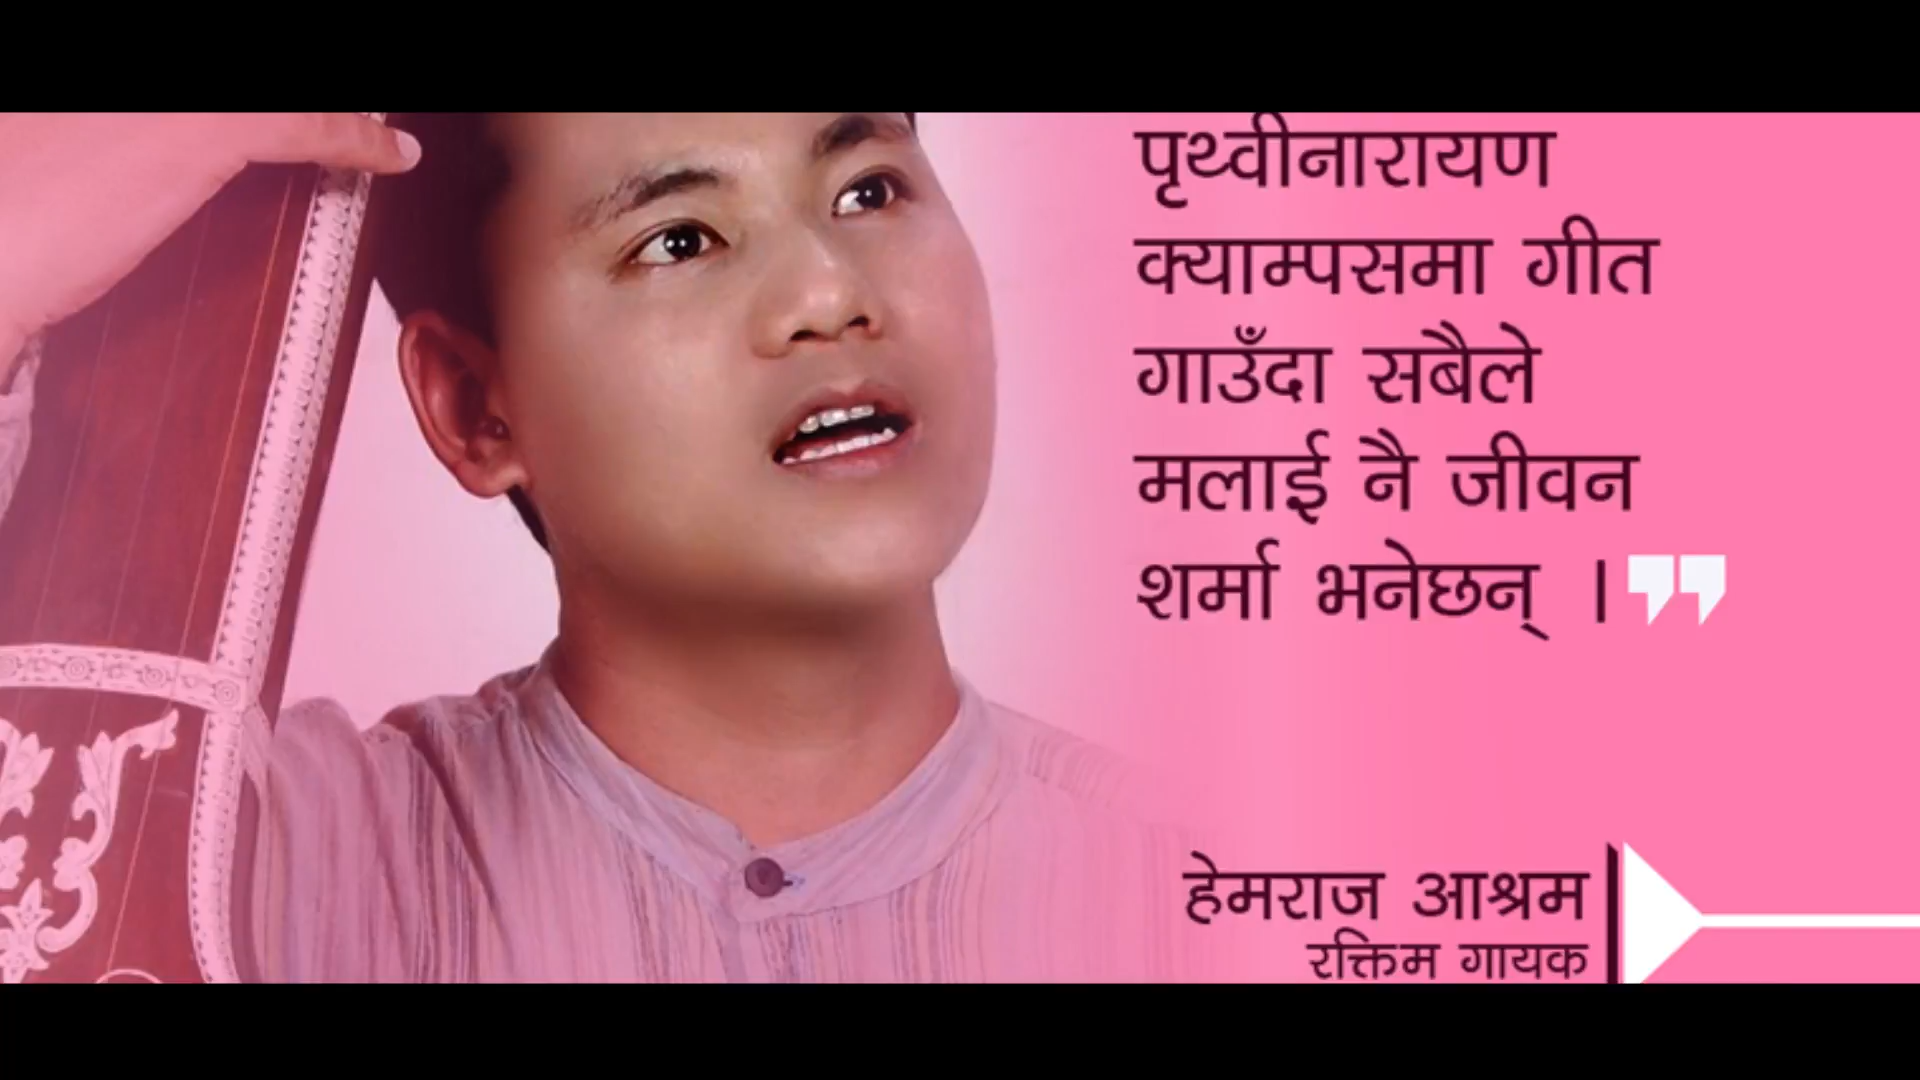 पृथ्वीनारायण
क्याम्पसमा गीत
गाउँदा सबैले
मलाई नै जीवन
शर्मा भनेछन् ।”
हेमराज आश्रम
रक्तिम गायक